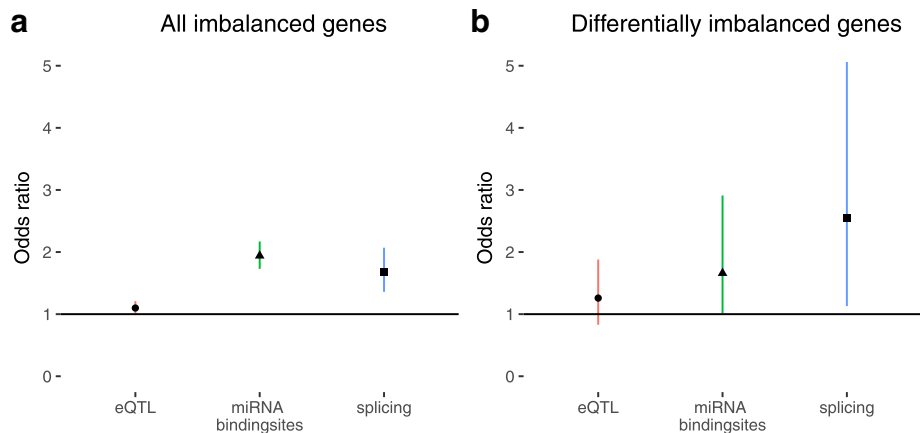 a
All imbalanced genes
Odds ratio
5
4
3
2
1
0
eQTL
miRNA
bindingsites
splicing
b
Differentially imbalanced genes
Odds ratio
5
4
3
2
1
0
eQTL
miRNA
bindingsites
splicing